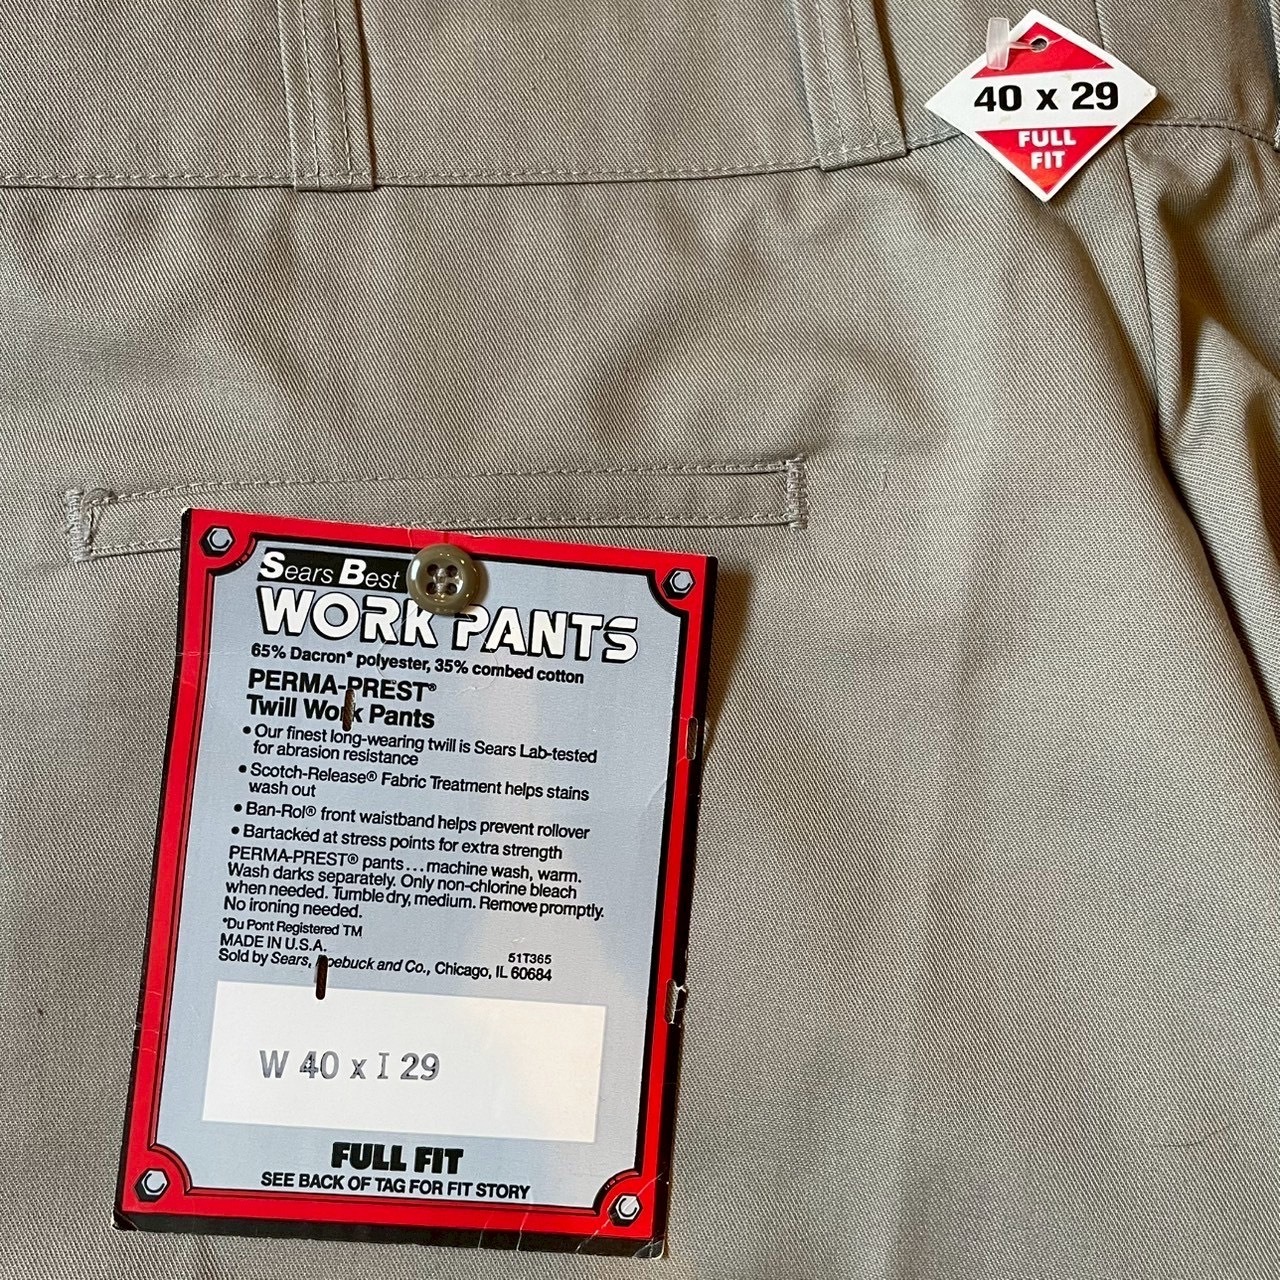 40 x 29
FULL
FIT
Sears Best
WORK PANTS
65% Dacron* polyester, 35% combed cotton
PERMA-PREST®
Twill Work Pants
• Our finest long-wearing twill is Sears Lab-tested
for abrasion resistance
• Scotch-Release® Fabric Treatment helps stains
wash out
• Ban-Rol® front waistband helps prevent rollover
• Bartacked at stress points for extra strength
PERMA-PREST® pants...machine wash, warm.
Wash darks separately. Only non-chlorine bleach
when needed. Tumble dry, medium. Remove promptly.
No ironing needed.
*Du Pont Registered TM
MADE IN U.S.A.
51T365
Sold by Sears, Roebuck and Co., Chicago, IL 60684
W 40 x I 29
FULL FIT
SEE BACK OF TAG FOR FIT STORY